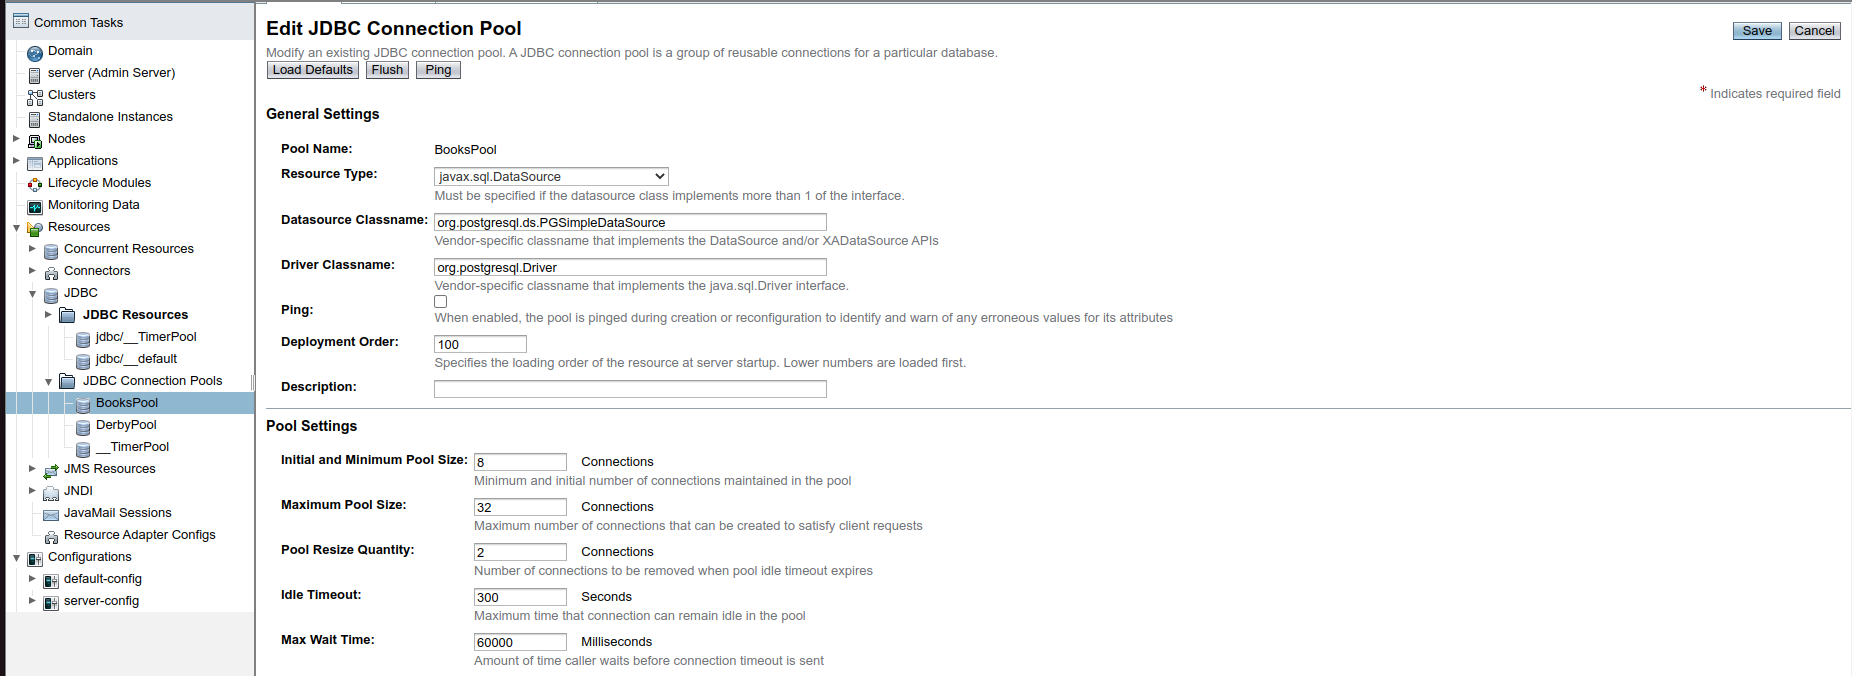 Common Tasks
Domain
server (Admin Server)
Clusters
Standalone Instances
Nodes
Applications
Lifecycle Modules
Monitoring Data
Resources
Concurrent Resources
Connectors
JDBC
JDBC Resources
jdbc/__TimerPool
jdbc/__default
JDBC Connection Pools
BooksPool
DerbyPool
__TimerPool
JMS Resources
JNDI
JavaMail Sessions
Resource Adapter Configs
Configurations
default-config
server-config
Edit JDBC Connection Pool
Save Cancel
Modify an existing JDBC connection pool. A JDBC connection pool is a group of reusable connections for a particular database.
Load Defaults Flush Ping
* Indicates required field
General Settings
Pool Name: BooksPool
Resource Type: javax.sql.DataSource
Must be specified if the datasource class implements more than 1 of the interface.
Datasource Classname: org.postgresql.ds.PGSimpleDataSource
Vendor-specific classname that implements the DataSource and/or XADataSource APIs
Driver Classname: org.postgresql.Driver
Vendor-specific classname that implements the java.sql.Driver interface.
Ping:
When enabled, the pool is pinged during creation or reconfiguration to identify and warn of any erroneous values for its attributes
Deployment Order: 100
Specifies the loading order of the resource at server startup. Lower numbers are loaded first.
Description:
Pool Settings
Initial and Minimum Pool Size: 8 Connections
Minimum and initial number of connections maintained in the pool
Maximum Pool Size: 32 Connections
Maximum number of connections that can be created to satisfy client requests
Pool Resize Quantity: 2 Connections
Number of connections to be removed when pool idle timeout expires
Idle Timeout: 300 Seconds
Maximum time that connection can remain idle in the pool
Max Wait Time: 60000 Milliseconds
Amount of time caller waits before connection timeout is sent